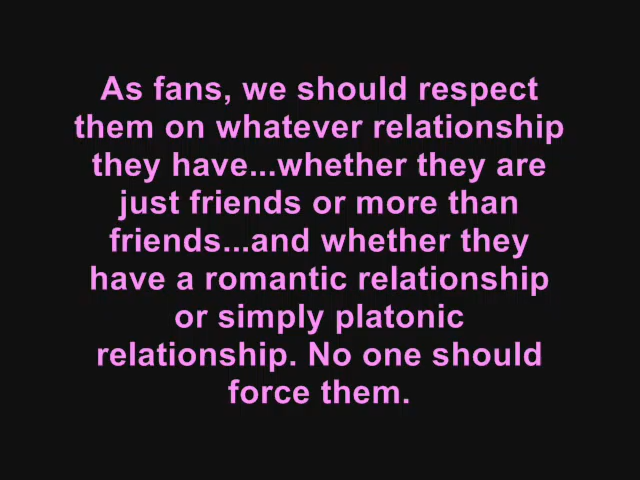 As fans, we should respect
them on whatever relationship
they have...whether they are
just friends or more than
friends...and whether they
have a romantic relationship
or simply platonic
relationship. No one should
force them.